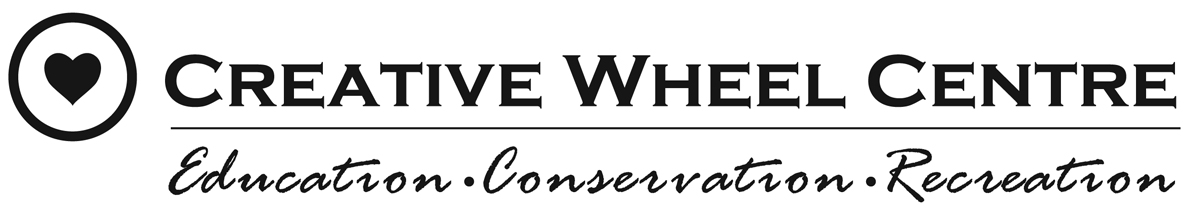 CREATIVE WHEEL CENTRE
Education • Conservation • Recreation